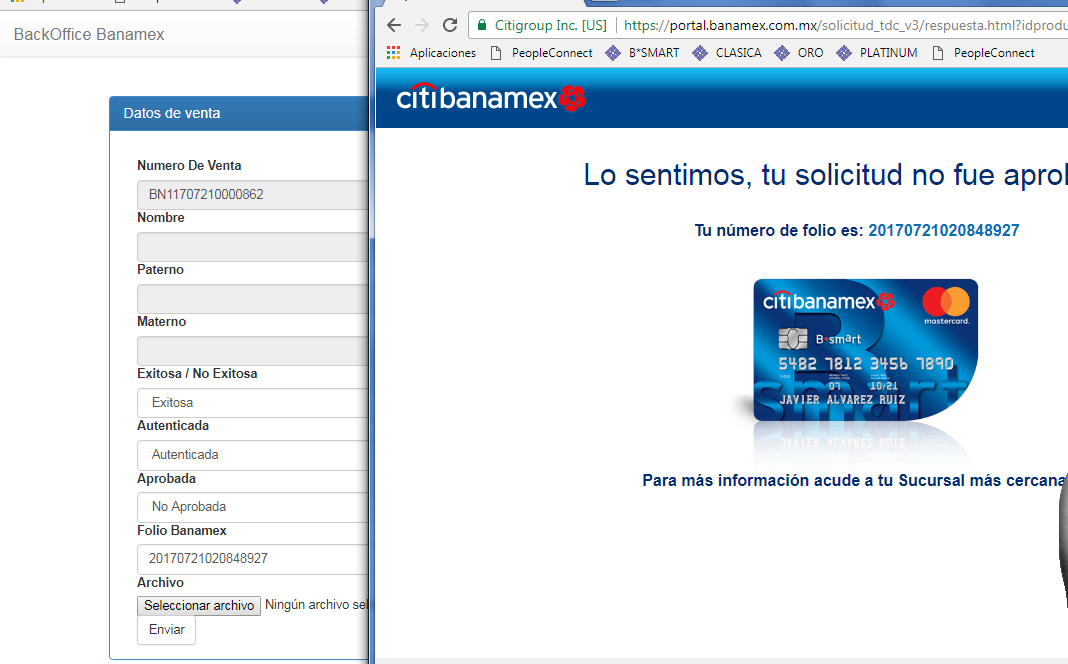 BackOffice Banamex
Datos de venta
Numero De Venta
BN11707210000862
Nombre
Paterno
Materno
Exitosa / No Exitosa
Exitosa
Autenticada
Autenticada
Aprobada
No Aprobada
Folio Banamex
20170721020848927
Archivo
Seleccionar archivo Ningún archivo sel
Enviar
Citigroup Inc. [US] https://portal.banamex.com.mx/solicitud_tdc_v3/respuesta.html?idprodu
Aplicaciones PeopleConnect B*SMART CLASICA ORO PLATINUM PeopleConnect
citibanamex
Lo sentimos, tu solicitud no fue aprob
Tu número de folio es: 20170721020848927
citibanamex
mastercard.
B•smart
5482 7812 3456 7890
07 10/21
JAVIER ALVAREZ RUIZ
smart
Para más información acude a tu Sucursal más cercana